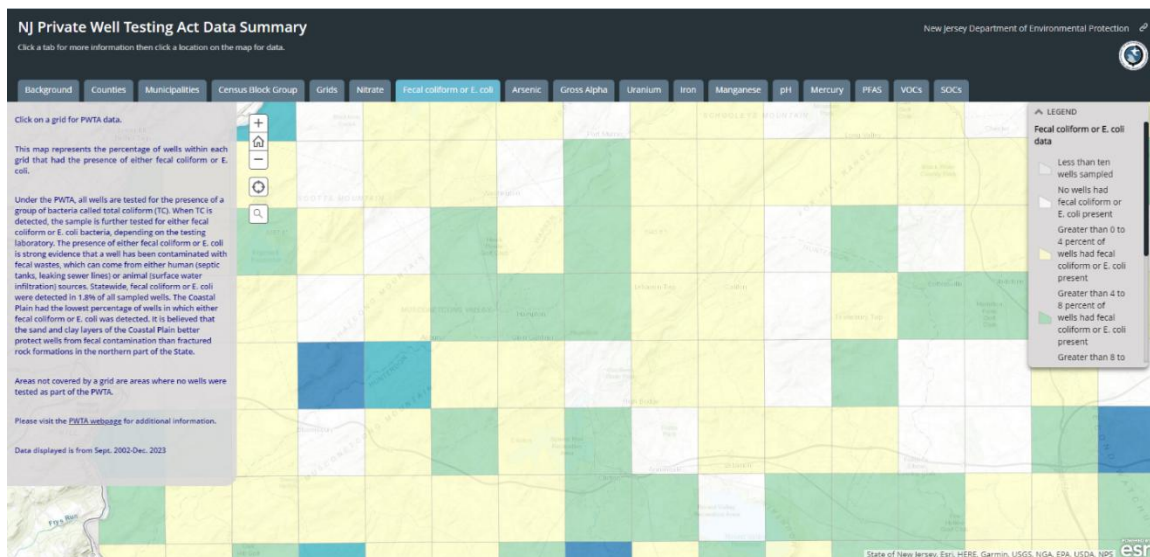 NJ Private Well Testing Act Data Summary
Click a tab for more information then click a location on the map for data.
New Jersey Department of Environmental Protection
Background Counties Municipalities Census Block Group Grids Nitrate Fecal coliform or E. coli Arsenic Gross Alpha Uranium Iron Manganese pH Mercury PFAS VOCs SOCs
Click on a grid for PWTA data.
This map represents the percentage of wells within each
grid that had the presence of either fecal coliform or E.
coli.
Under the PWTA, all wells are tested for the presence of a
group of bacteria called total coliform (TC). When TC is
detected, the sample is further tested for either fecal
coliform or E. coli bacteria, depending on the testing
laboratory. The presence of either fecal coliform or E. coli
is strong evidence that a well has been contaminated with
fecal wastes, which can come from either human (septic
tanks, leaking sewer lines) or animal (surface water
infiltration) sources. Statewide, fecal coliform or E. coli
were detected in 1.8% of all sampled wells. The Coastal
Plain had the lowest percentage of wells in which either
fecal coliform or E. coli was detected. It is believed that
the sand and clay layers of the Coastal Plain better
protect wells from fecal contamination than fractured
rock formations in the northern part of the State.
Areas not covered by a grid are areas where no wells were
tested as part of the PWTA.
Please visit the PWTA webpage for additional information.
Data displayed is from Sept. 2002-Dec. 2023
LEGEND
Fecal coliform or E. coli
data
Less than ten
wells sampled
No wells had
fecal coliform or
E. coli present
Greater than 0 to
4 percent of
wells had fecal
coliform or E. coli
present
Greater than 4 to
8 percent of
wells had fecal
coliform or E. coli
present
Greater than 8 to
State of New Jersey, Esri, HERE, Garmin, USGS, NGA, EPA, USDA, NPS
esri